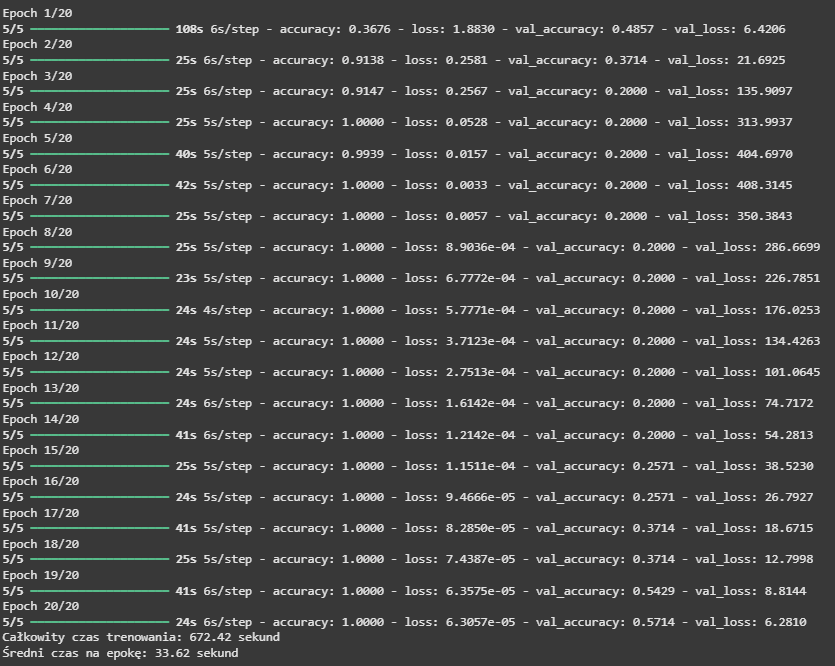 Epoch 1/20
5/5 ━━━━━━━━━━━━━━━━━━━━ 108s 6s/step - accuracy: 0.3676 - loss: 1.8830 - val_accuracy: 0.4857 - val_loss: 6.4206
Epoch 2/20
5/5 ━━━━━━━━━━━━━━━━━━━━ 25s 6s/step - accuracy: 0.9138 - loss: 0.2581 - val_accuracy: 0.3714 - val_loss: 21.6925
Epoch 3/20
5/5 ━━━━━━━━━━━━━━━━━━━━ 25s 6s/step - accuracy: 0.9147 - loss: 0.2567 - val_accuracy: 0.2000 - val_loss: 135.9097
Epoch 4/20
5/5 ━━━━━━━━━━━━━━━━━━━━ 25s 5s/step - accuracy: 1.0000 - loss: 0.0528 - val_accuracy: 0.2000 - val_loss: 313.9937
Epoch 5/20
5/5 ━━━━━━━━━━━━━━━━━━━━ 40s 5s/step - accuracy: 0.9939 - loss: 0.0157 - val_accuracy: 0.2000 - val_loss: 404.6970
Epoch 6/20
5/5 ━━━━━━━━━━━━━━━━━━━━ 42s 5s/step - accuracy: 1.0000 - loss: 0.0033 - val_accuracy: 0.2000 - val_loss: 408.3145
Epoch 7/20
5/5 ━━━━━━━━━━━━━━━━━━━━ 25s 5s/step - accuracy: 1.0000 - loss: 0.0057 - val_accuracy: 0.2000 - val_loss: 350.3843
Epoch 8/20
5/5 ━━━━━━━━━━━━━━━━━━━━ 25s 5s/step - accuracy: 1.0000 - loss: 8.9036e-04 - val_accuracy: 0.2000 - val_loss: 286.6699
Epoch 9/20
5/5 ━━━━━━━━━━━━━━━━━━━━ 23s 5s/step - accuracy: 1.0000 - loss: 6.7772e-04 - val_accuracy: 0.2000 - val_loss: 226.7851
Epoch 10/20
5/5 ━━━━━━━━━━━━━━━━━━━━ 24s 4s/step - accuracy: 1.0000 - loss: 5.7771e-04 - val_accuracy: 0.2000 - val_loss: 176.0253
Epoch 11/20
5/5 ━━━━━━━━━━━━━━━━━━━━ 24s 5s/step - accuracy: 1.0000 - loss: 3.7123e-04 - val_accuracy: 0.2000 - val_loss: 134.4263
Epoch 12/20
5/5 ━━━━━━━━━━━━━━━━━━━━ 24s 5s/step - accuracy: 1.0000 - loss: 2.7513e-04 - val_accuracy: 0.2000 - val_loss: 101.0645
Epoch 13/20
5/5 ━━━━━━━━━━━━━━━━━━━━ 24s 6s/step - accuracy: 1.0000 - loss: 1.6142e-04 - val_accuracy: 0.2000 - val_loss: 74.7172
Epoch 14/20
5/5 ━━━━━━━━━━━━━━━━━━━━ 41s 6s/step - accuracy: 1.0000 - loss: 1.2142e-04 - val_accuracy: 0.2000 - val_loss: 54.2813
Epoch 15/20
5/5 ━━━━━━━━━━━━━━━━━━━━ 25s 5s/step - accuracy: 1.0000 - loss: 1.1511e-04 - val_accuracy: 0.2571 - val_loss: 38.5230
Epoch 16/20
5/5 ━━━━━━━━━━━━━━━━━━━━ 24s 5s/step - accuracy: 1.0000 - loss: 9.4666e-05 - val_accuracy: 0.2571 - val_loss: 26.7927
Epoch 17/20
5/5 ━━━━━━━━━━━━━━━━━━━━ 41s 5s/step - accuracy: 1.0000 - loss: 8.2850e-05 - val_accuracy: 0.3714 - val_loss: 18.6715
Epoch 18/20
5/5 ━━━━━━━━━━━━━━━━━━━━ 25s 5s/step - accuracy: 1.0000 - loss: 7.4387e-05 - val_accuracy: 0.3714 - val_loss: 12.7998
Epoch 19/20
5/5 ━━━━━━━━━━━━━━━━━━━━ 41s 6s/step - accuracy: 1.0000 - loss: 6.3575e-05 - val_accuracy: 0.5429 - val_loss: 8.8144
Epoch 20/20
5/5 ━━━━━━━━━━━━━━━━━━━━ 24s 6s/step - accuracy: 1.0000 - loss: 6.3057e-05 - val_accuracy: 0.5714 - val_loss: 6.2810
Całkowity czas trenowania: 672.42 sekund
Średni czas na epokę: 33.62 sekund